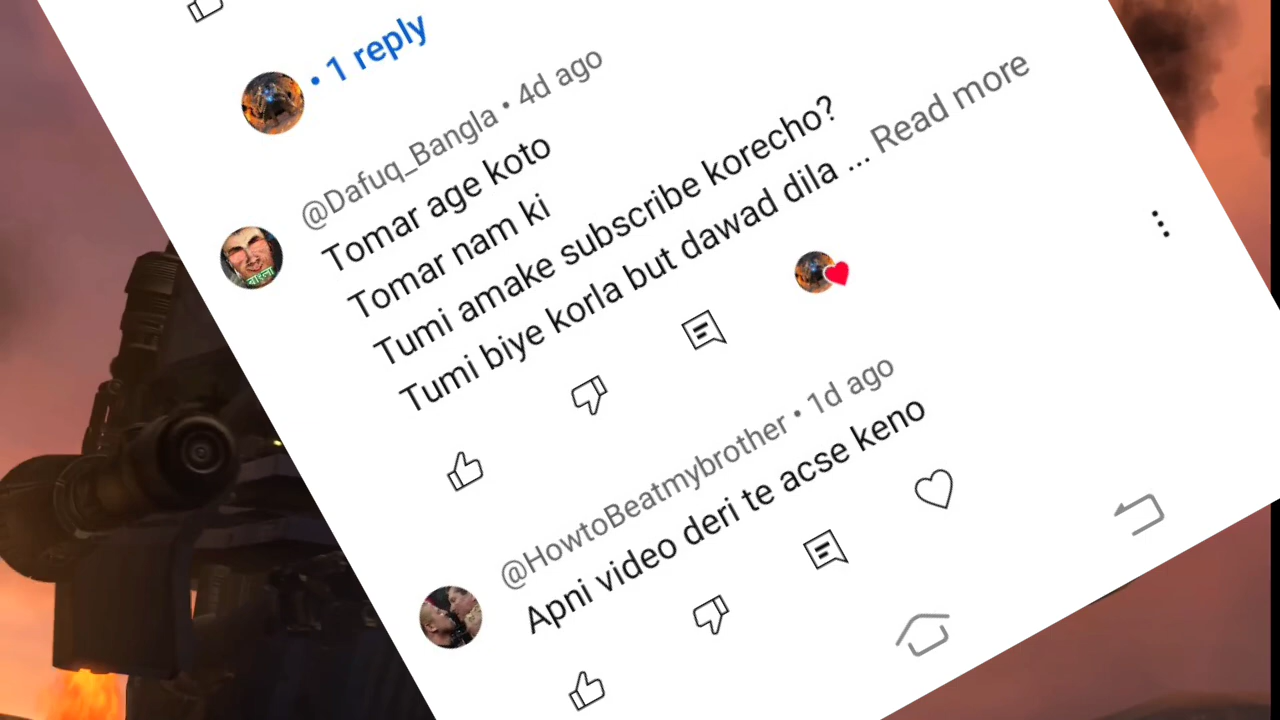 • 1 reply
@Dafuq_Bangla • 4d ago
Tomar age koto
Tomar nam ki
Tumi amake subscribe korecho?
Tumi biye korla but dawad dila ... Read more
বাংলা
@HowtoBeatmybrother • 1d ago
Apni video deri te acse keno